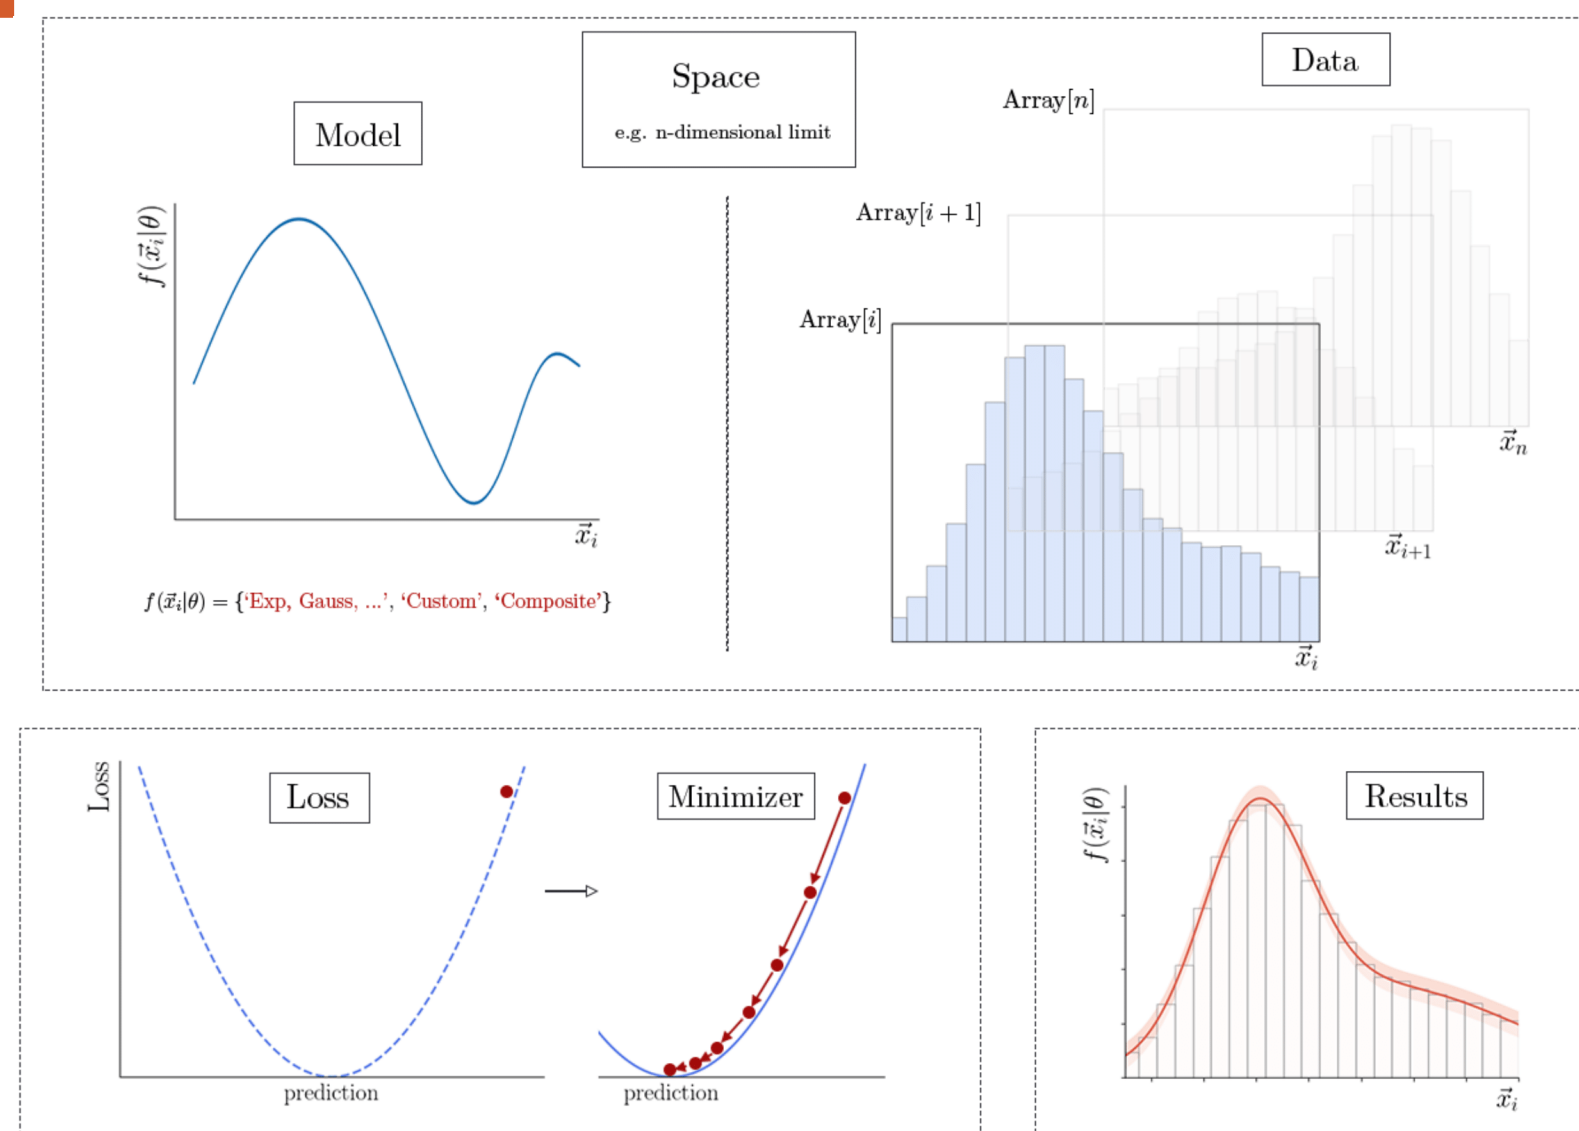 Space
e.g. n-dimensional limit
Data
Model
Array[n]
Array[i + 1]
Array[i]
f(x⃗ᵢ|θ)
x⃗ₙ
x⃗ᵢ₊₁
x⃗ᵢ
x⃗ᵢ
f(x⃗ᵢ|θ) = {‘Exp, Gauss, ...’, ‘Custom’, ‘Composite’}
Loss
Loss
prediction
Minimizer
prediction
Results
f(x⃗ᵢ|θ)
x⃗ᵢ